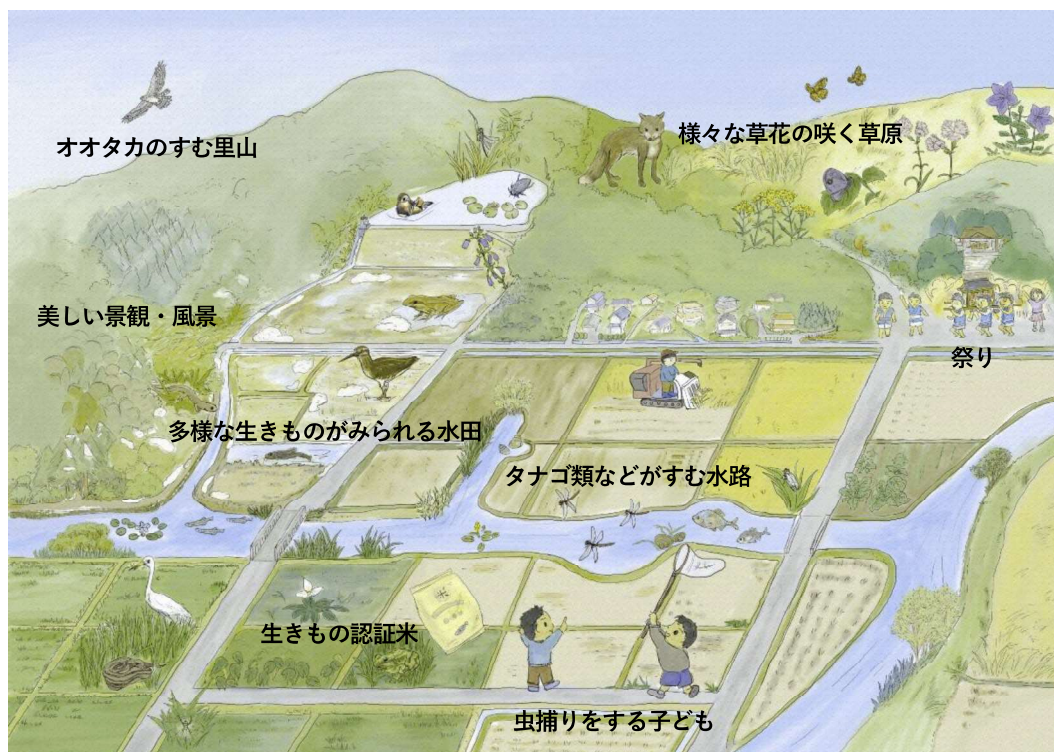 オオタカのすむ里山
様々な草花の咲く草原
美しい景観・風景
祭り
多様な生きものがみられる水田
タナゴ類などがすむ水路
生きもの認証米
虫捕りをする子ども